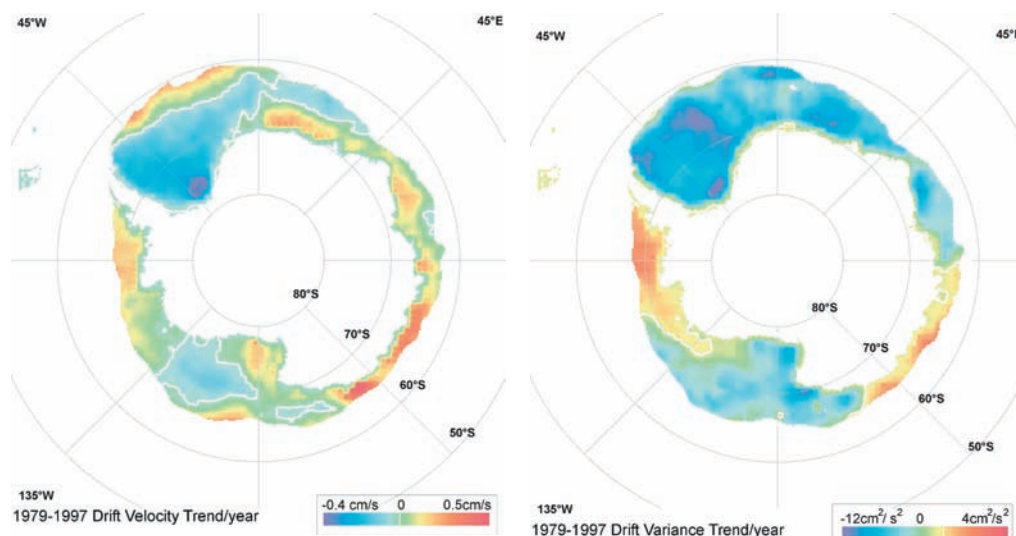 45°W
45°E
80°S
70°S
60°S
50°S
135°W
-0.4 cm/s 0 0.5cm/s
1979-1997 Drift Velocity Trend/year
45°W
45°E
80°S
70°S
60°S
50°S
135°W
-12cm²/s² 0 4cm²/s²
1979-1997 Drift Variance Trend/year